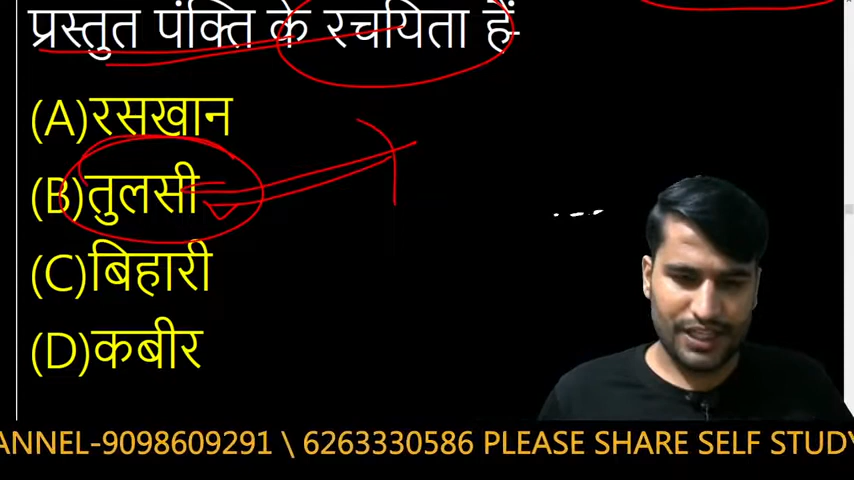 प्रस्तुत पंक्ति के रचयिता हैं-
(A)रसखान
(B)तुलसी
(C)बिहारी
(D)कबीर
ANNEL-9098609291 \ 6263330586 PLEASE SHARE SELF STUDY